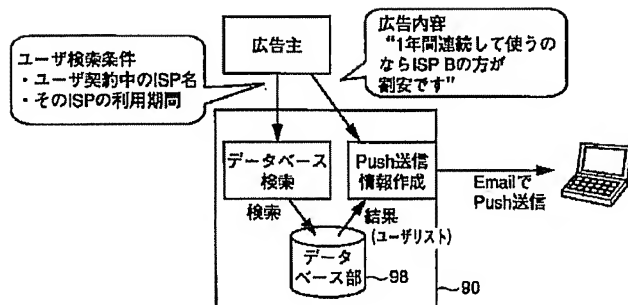 広告主
ユーザ検索条件
・ユーザ契約中のISP名
・そのISPの利用期間
広告内容
“1年間連続して使うの
ならISP Bの方が
割安です”
データベース
検索
Push送信
情報作成
Emailで
Push送信
検索
結果
(ユーザリスト)
データ
ベース部
98
90